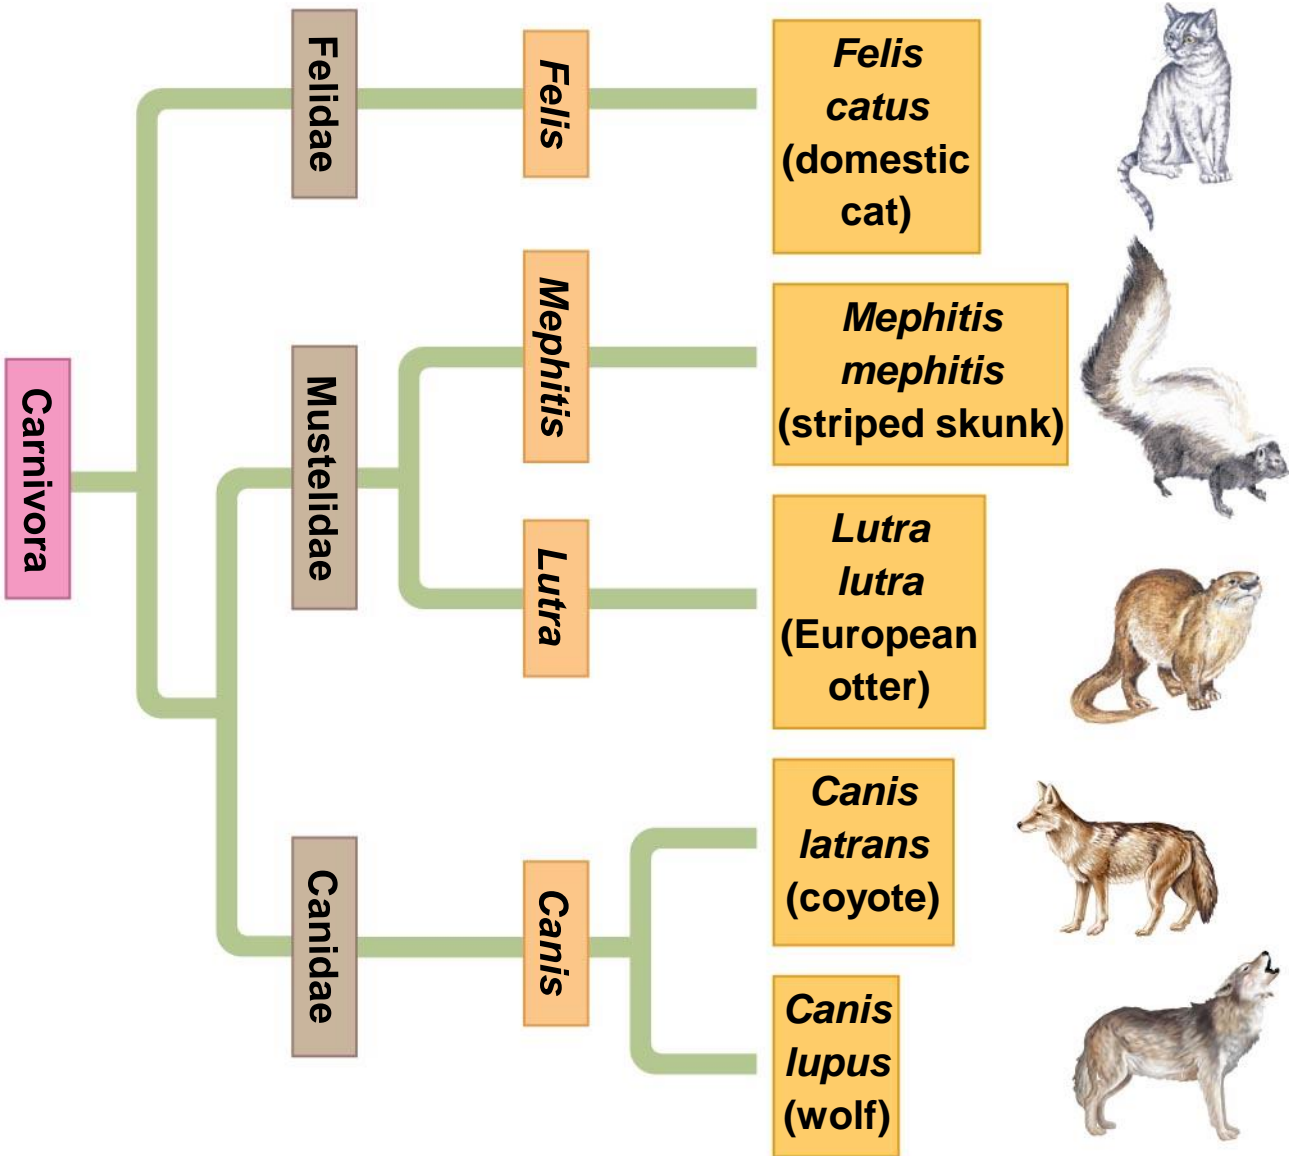 Carnivora
Felidae
Mustelidae
Canidae
Felis
Mephitis
Lutra
Canis
Felis
catus
(domestic
cat)
Mephitis
mephitis
(striped skunk)
Lutra
lutra
(European
otter)
Canis
latrans
(coyote)
Canis
lupus
(wolf)